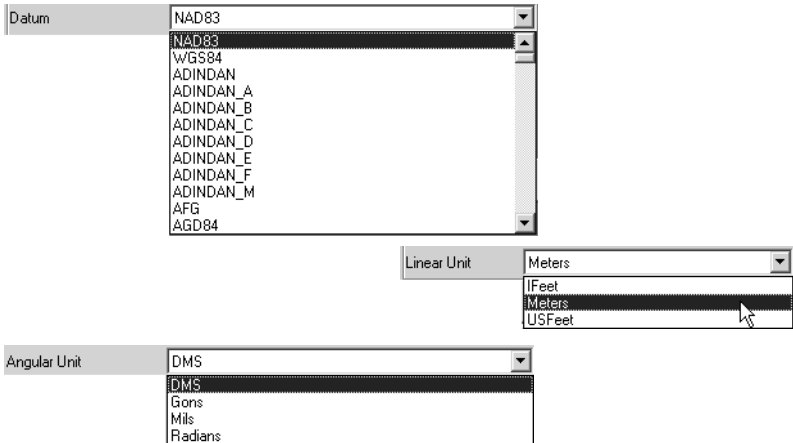 Datum NAD83
NAD83
WGS84
ADINDAN
ADINDAN_A
ADINDAN_B
ADINDAN_C
ADINDAN_D
ADINDAN_E
ADINDAN_F
ADINDAN_M
AFG
AGD84
Linear Unit Meters
IFeet
Meters
USFeet
Angular Unit DMS
DMS
Gons
Mils
Radians